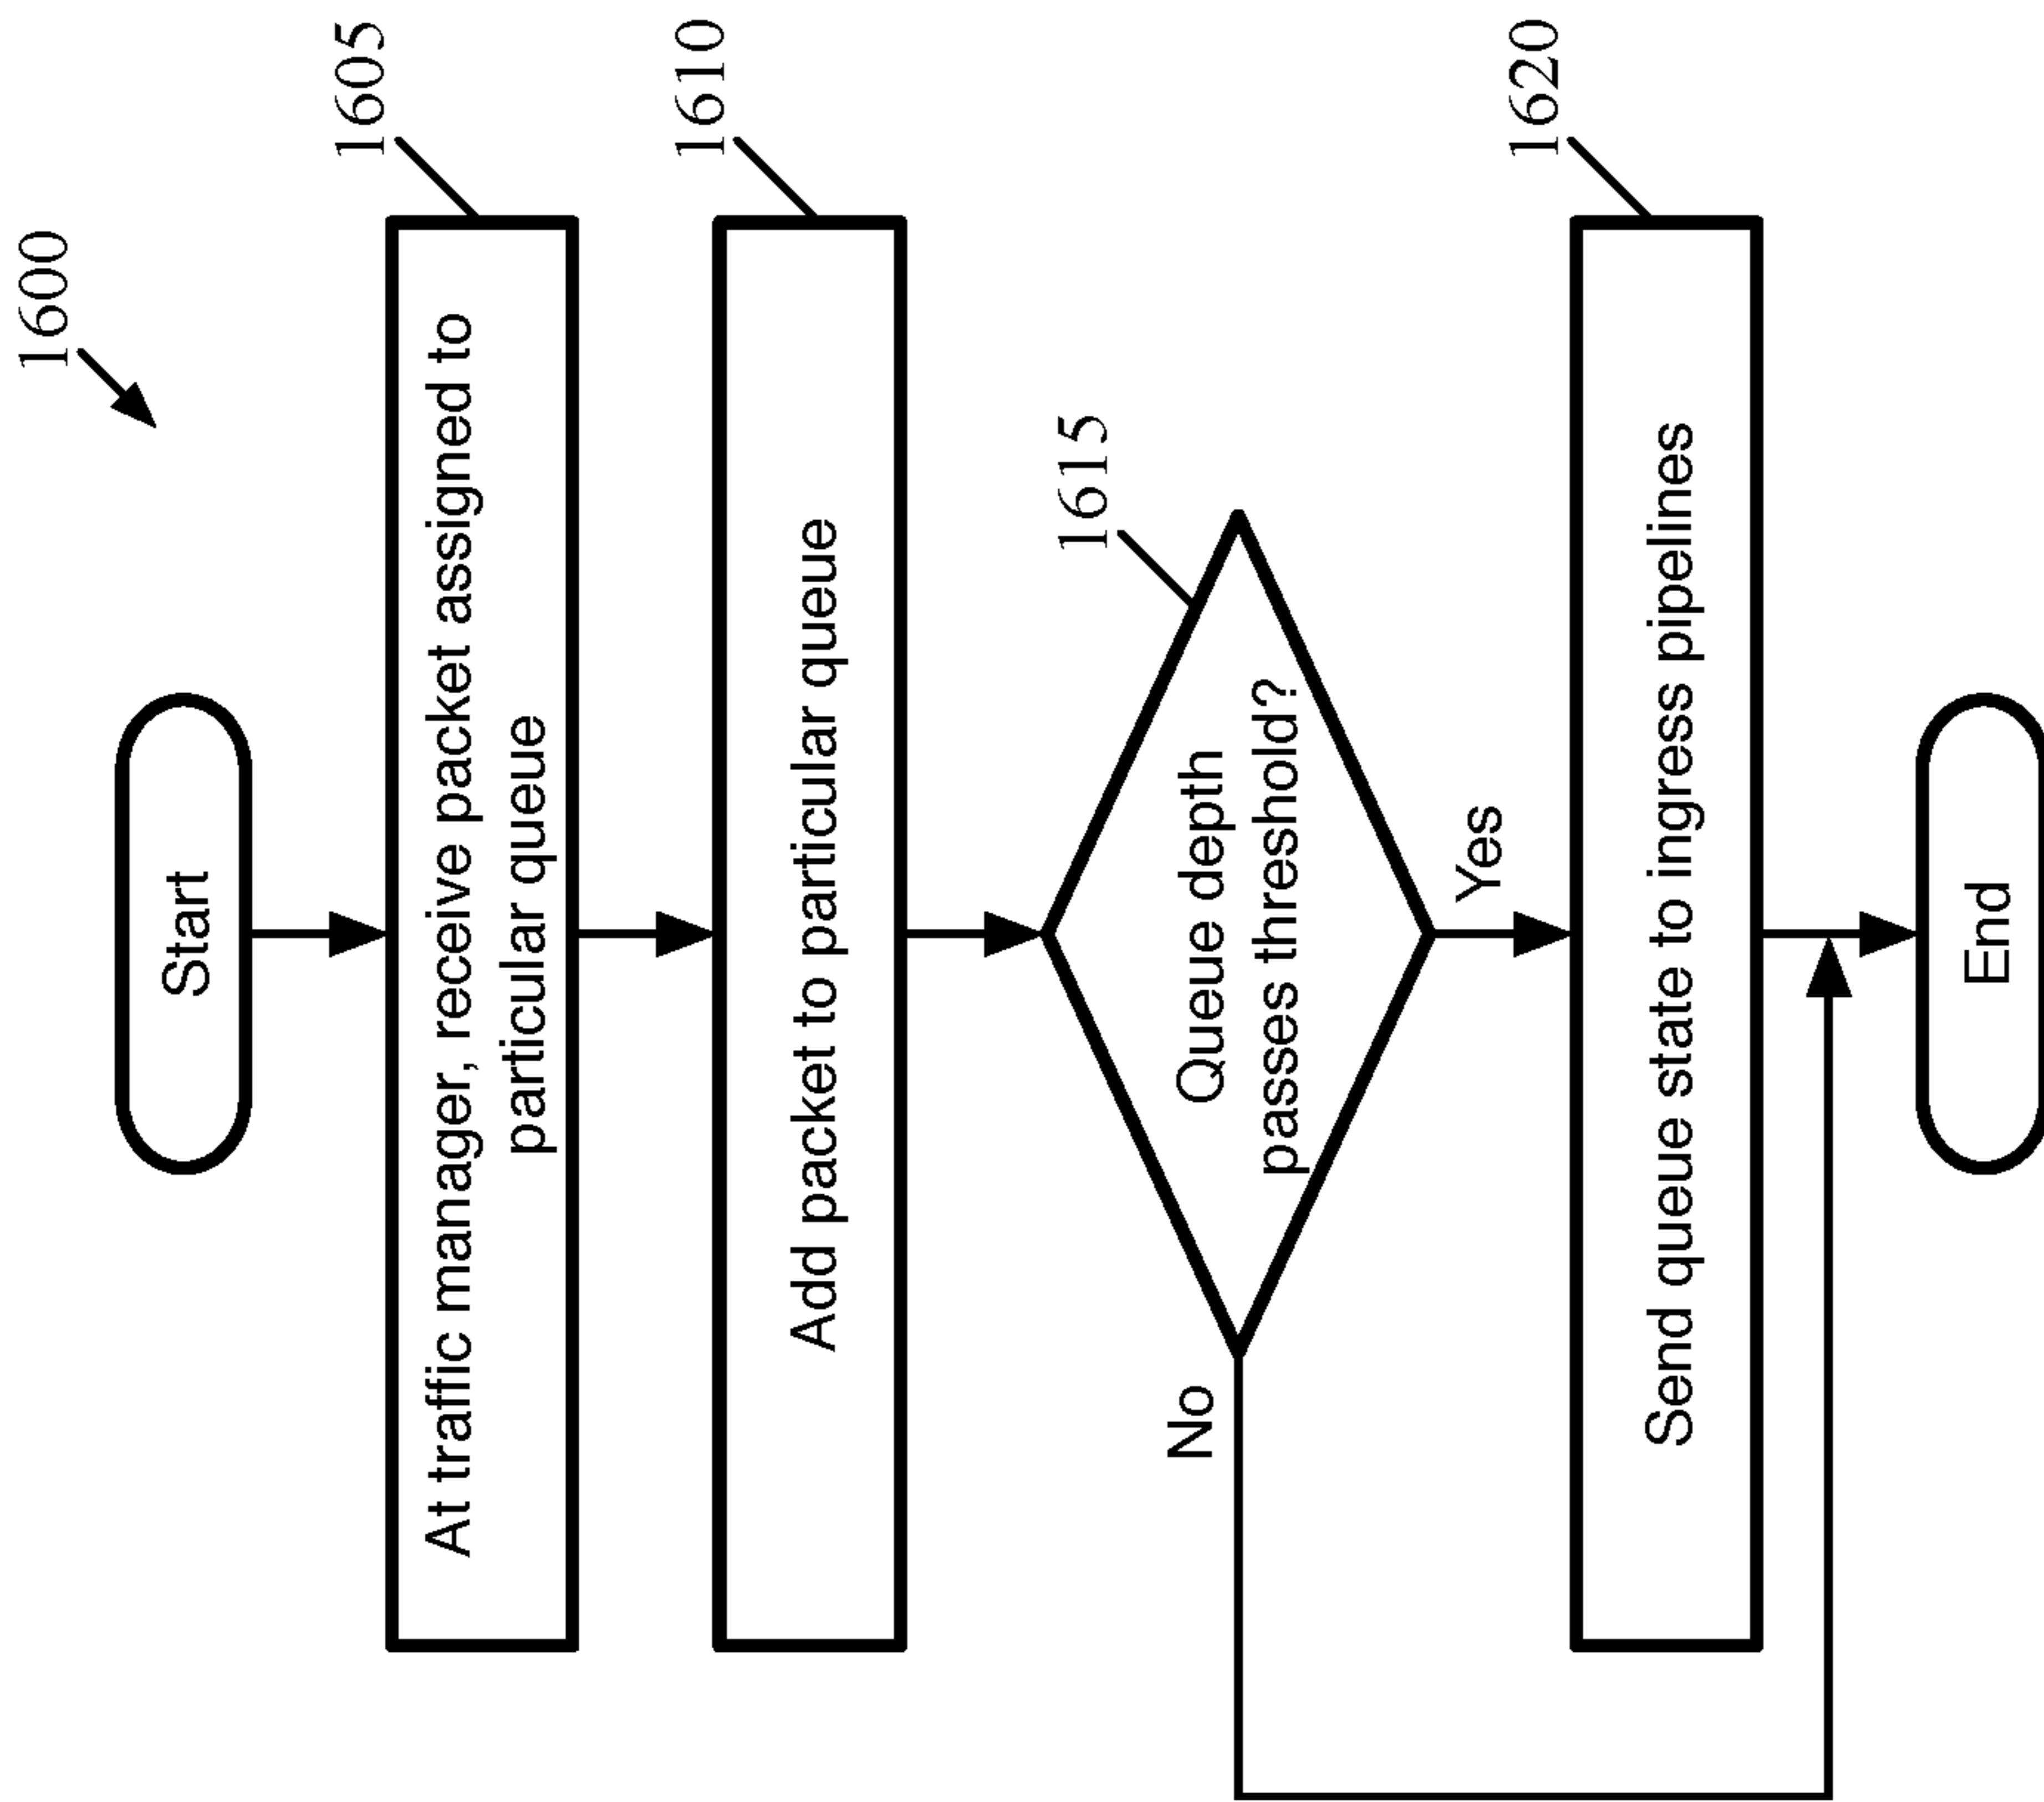 1600
Start
At traffic manager, receive packet assigned to
particular queue
1605
Add packet to particular queue
1610
Queue depth
passes threshold?
1615
No
Yes
Send queue state to ingress pipelines
1620
End